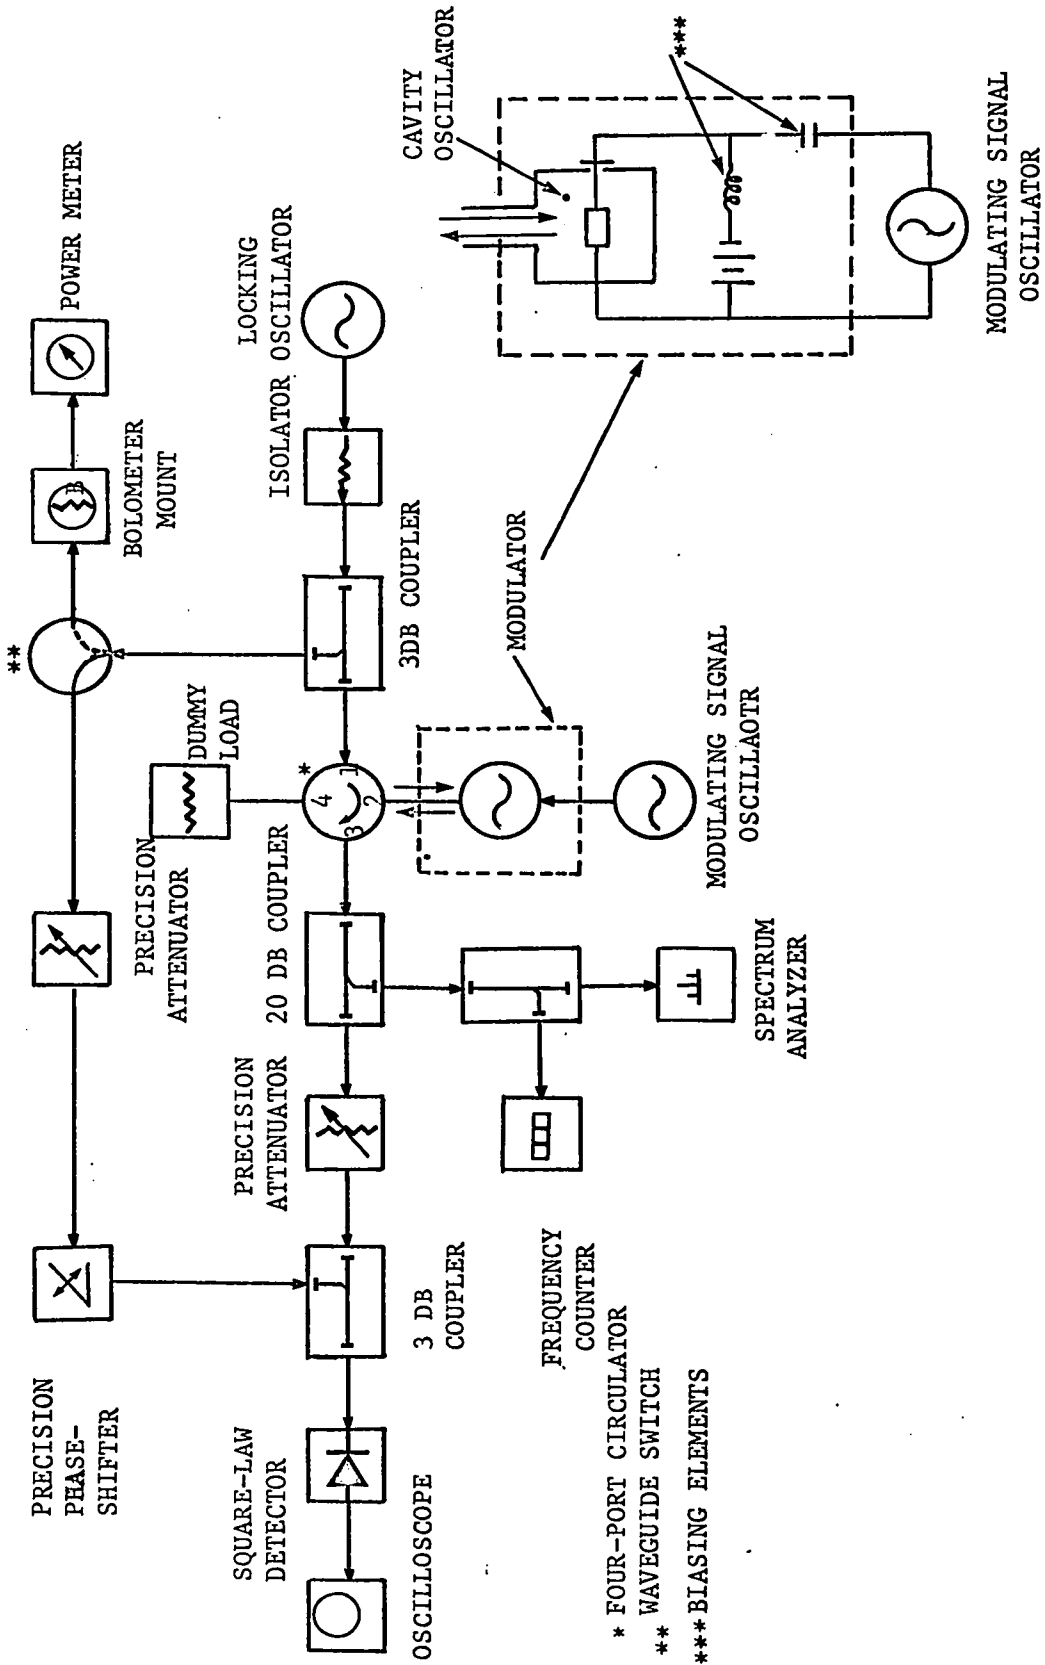 **
POWER METER
BOLOMETER
MOUNT
B
LOCKING
OSCILLATOR
ISOLATOR
3DB COUPLER
DUMMY
LOAD
*
1
2
3
4
PRECISION
ATTENUATOR
20 DB COUPLER
PRECISION
ATTENUATOR
PRECISION
PHASE-
SHIFTER
3 DB
COUPLER
SQUARE-LAW
DETECTOR
OSCILLOSCOPE
FREQUENCY
COUNTER
SPECTRUM
ANALYZER
MODULATOR
MODULATING SIGNAL
OSCILLAOTR
CAVITY
OSCILLATOR
***
MODULATING SIGNAL
OSCILLATOR
* FOUR-PORT CIRCULATOR
** WAVEGUIDE SWITCH
*** BIASING ELEMENTS